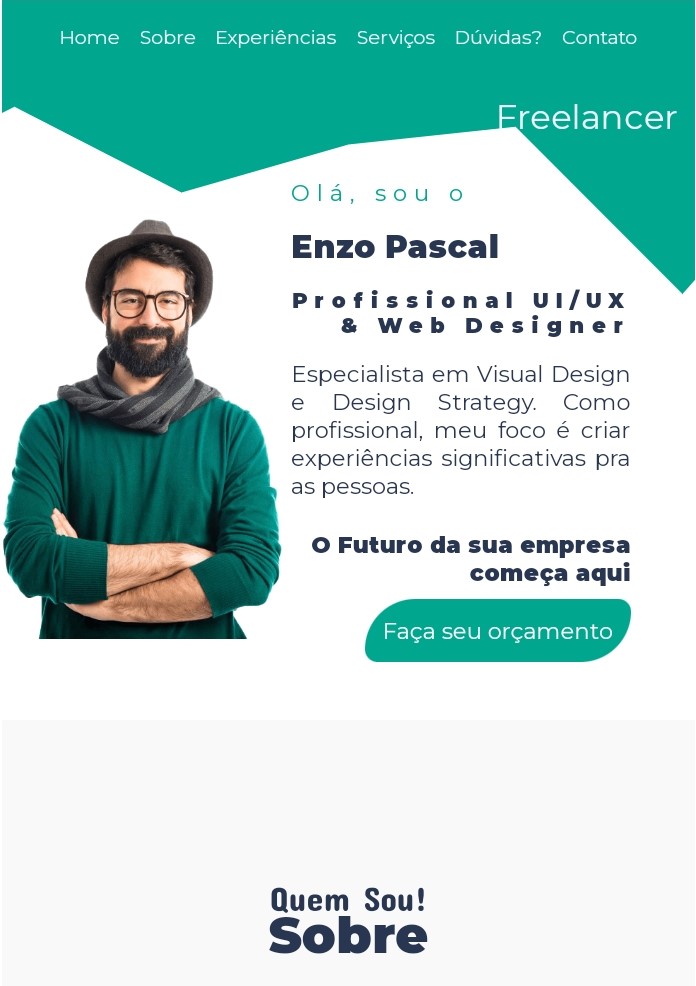 Home Sobre Experiências Serviços Dúvidas? Contato
Freelancer
Olá, sou o
Enzo Pascal
Profissional UI/UX
& Web Designer
Especialista em Visual Design
e Design Strategy. Como
profissional, meu foco é criar
experiências significativas pra
as pessoas.
O Futuro da sua empresa
começa aqui
Faça seu orçamento
Quem Sou!
Sobre